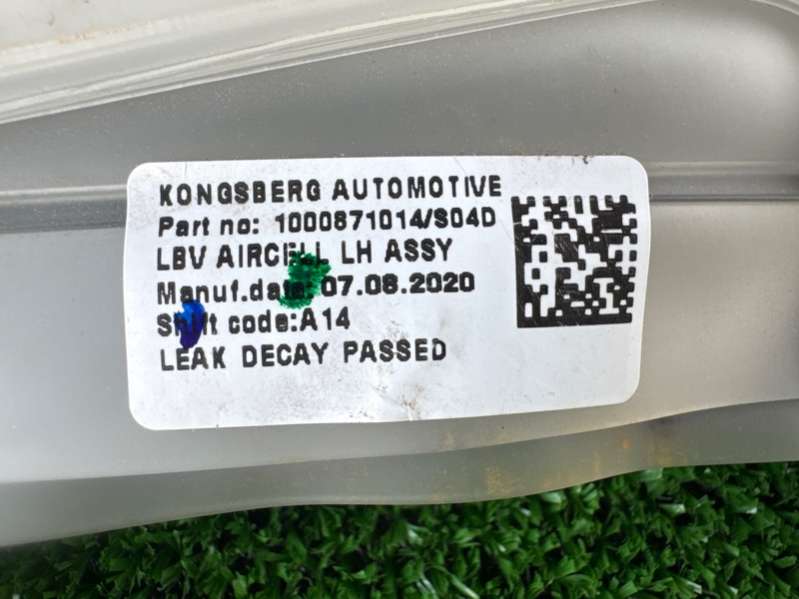 KONGSBERG AUTOMOTIVE
Part no: 1000871014/S04D
LBV AIRCELL LH ASSY
Manuf.date: 07.08.2020
Shift code:A14
LEAK DECAY PASSED